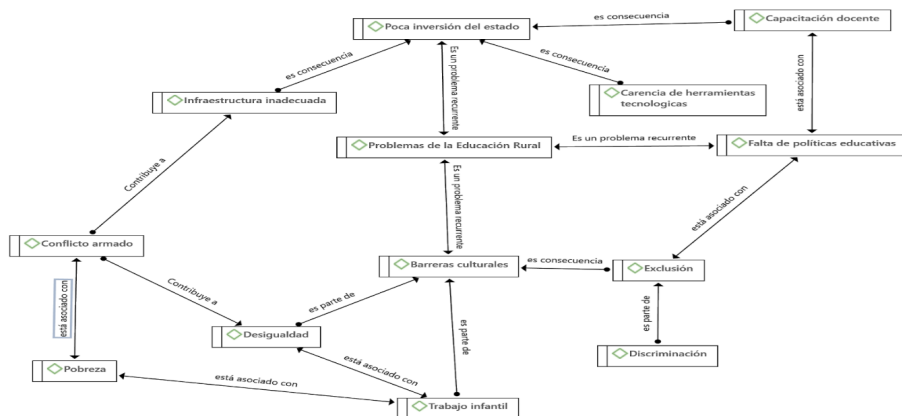 es consecuencia
Capacitación docente
Poca inversión del estado
es consecuencia
Es un problema recurrente
es consecuencia
está asociado con
Infraestructura inadecuada
Carencia de herramientas
tecnologicas
Problemas de la Educación Rural
Es un problema recurrente
Falta de políticas educativas
Contribuye a
Es un problema recurrente
está asociado con
Conflicto armado
Barreras culturales
es consecuencia
Exclusión
está asociado con
Contribuye a
es parte de
es parte de
es parte de
Desigualdad
Discriminación
está asociado con
Pobreza
está asociado con
Trabajo infantil